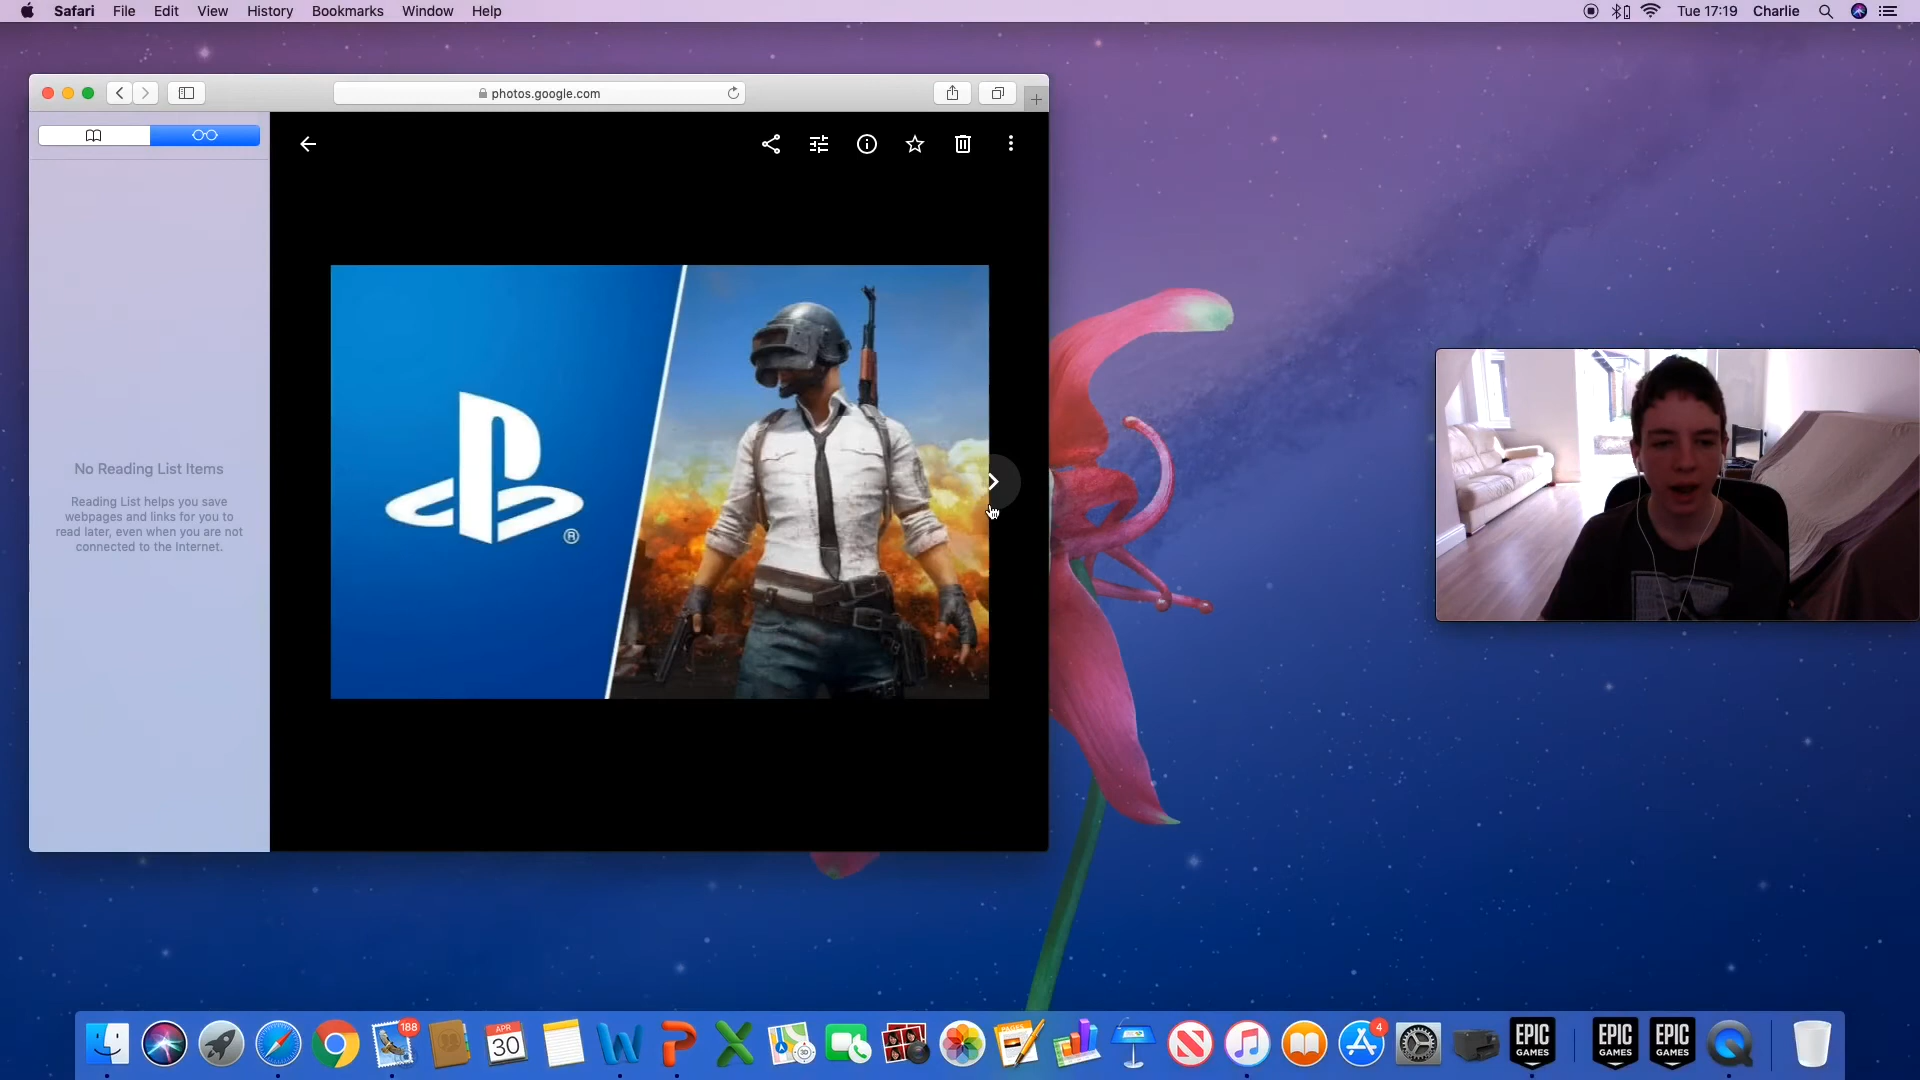 Safari File Edit View History Bookmarks Window Help
Tue 17:19 Charlie
photos.google.com
No Reading List Items
Reading List helps you save
webpages and links for you to
read later, even when you are not
connected to the Internet.
®
188
APR
30
3D
PAGES
4
EPIC
GAMES
EPIC
GAMES
EPIC
GAMES